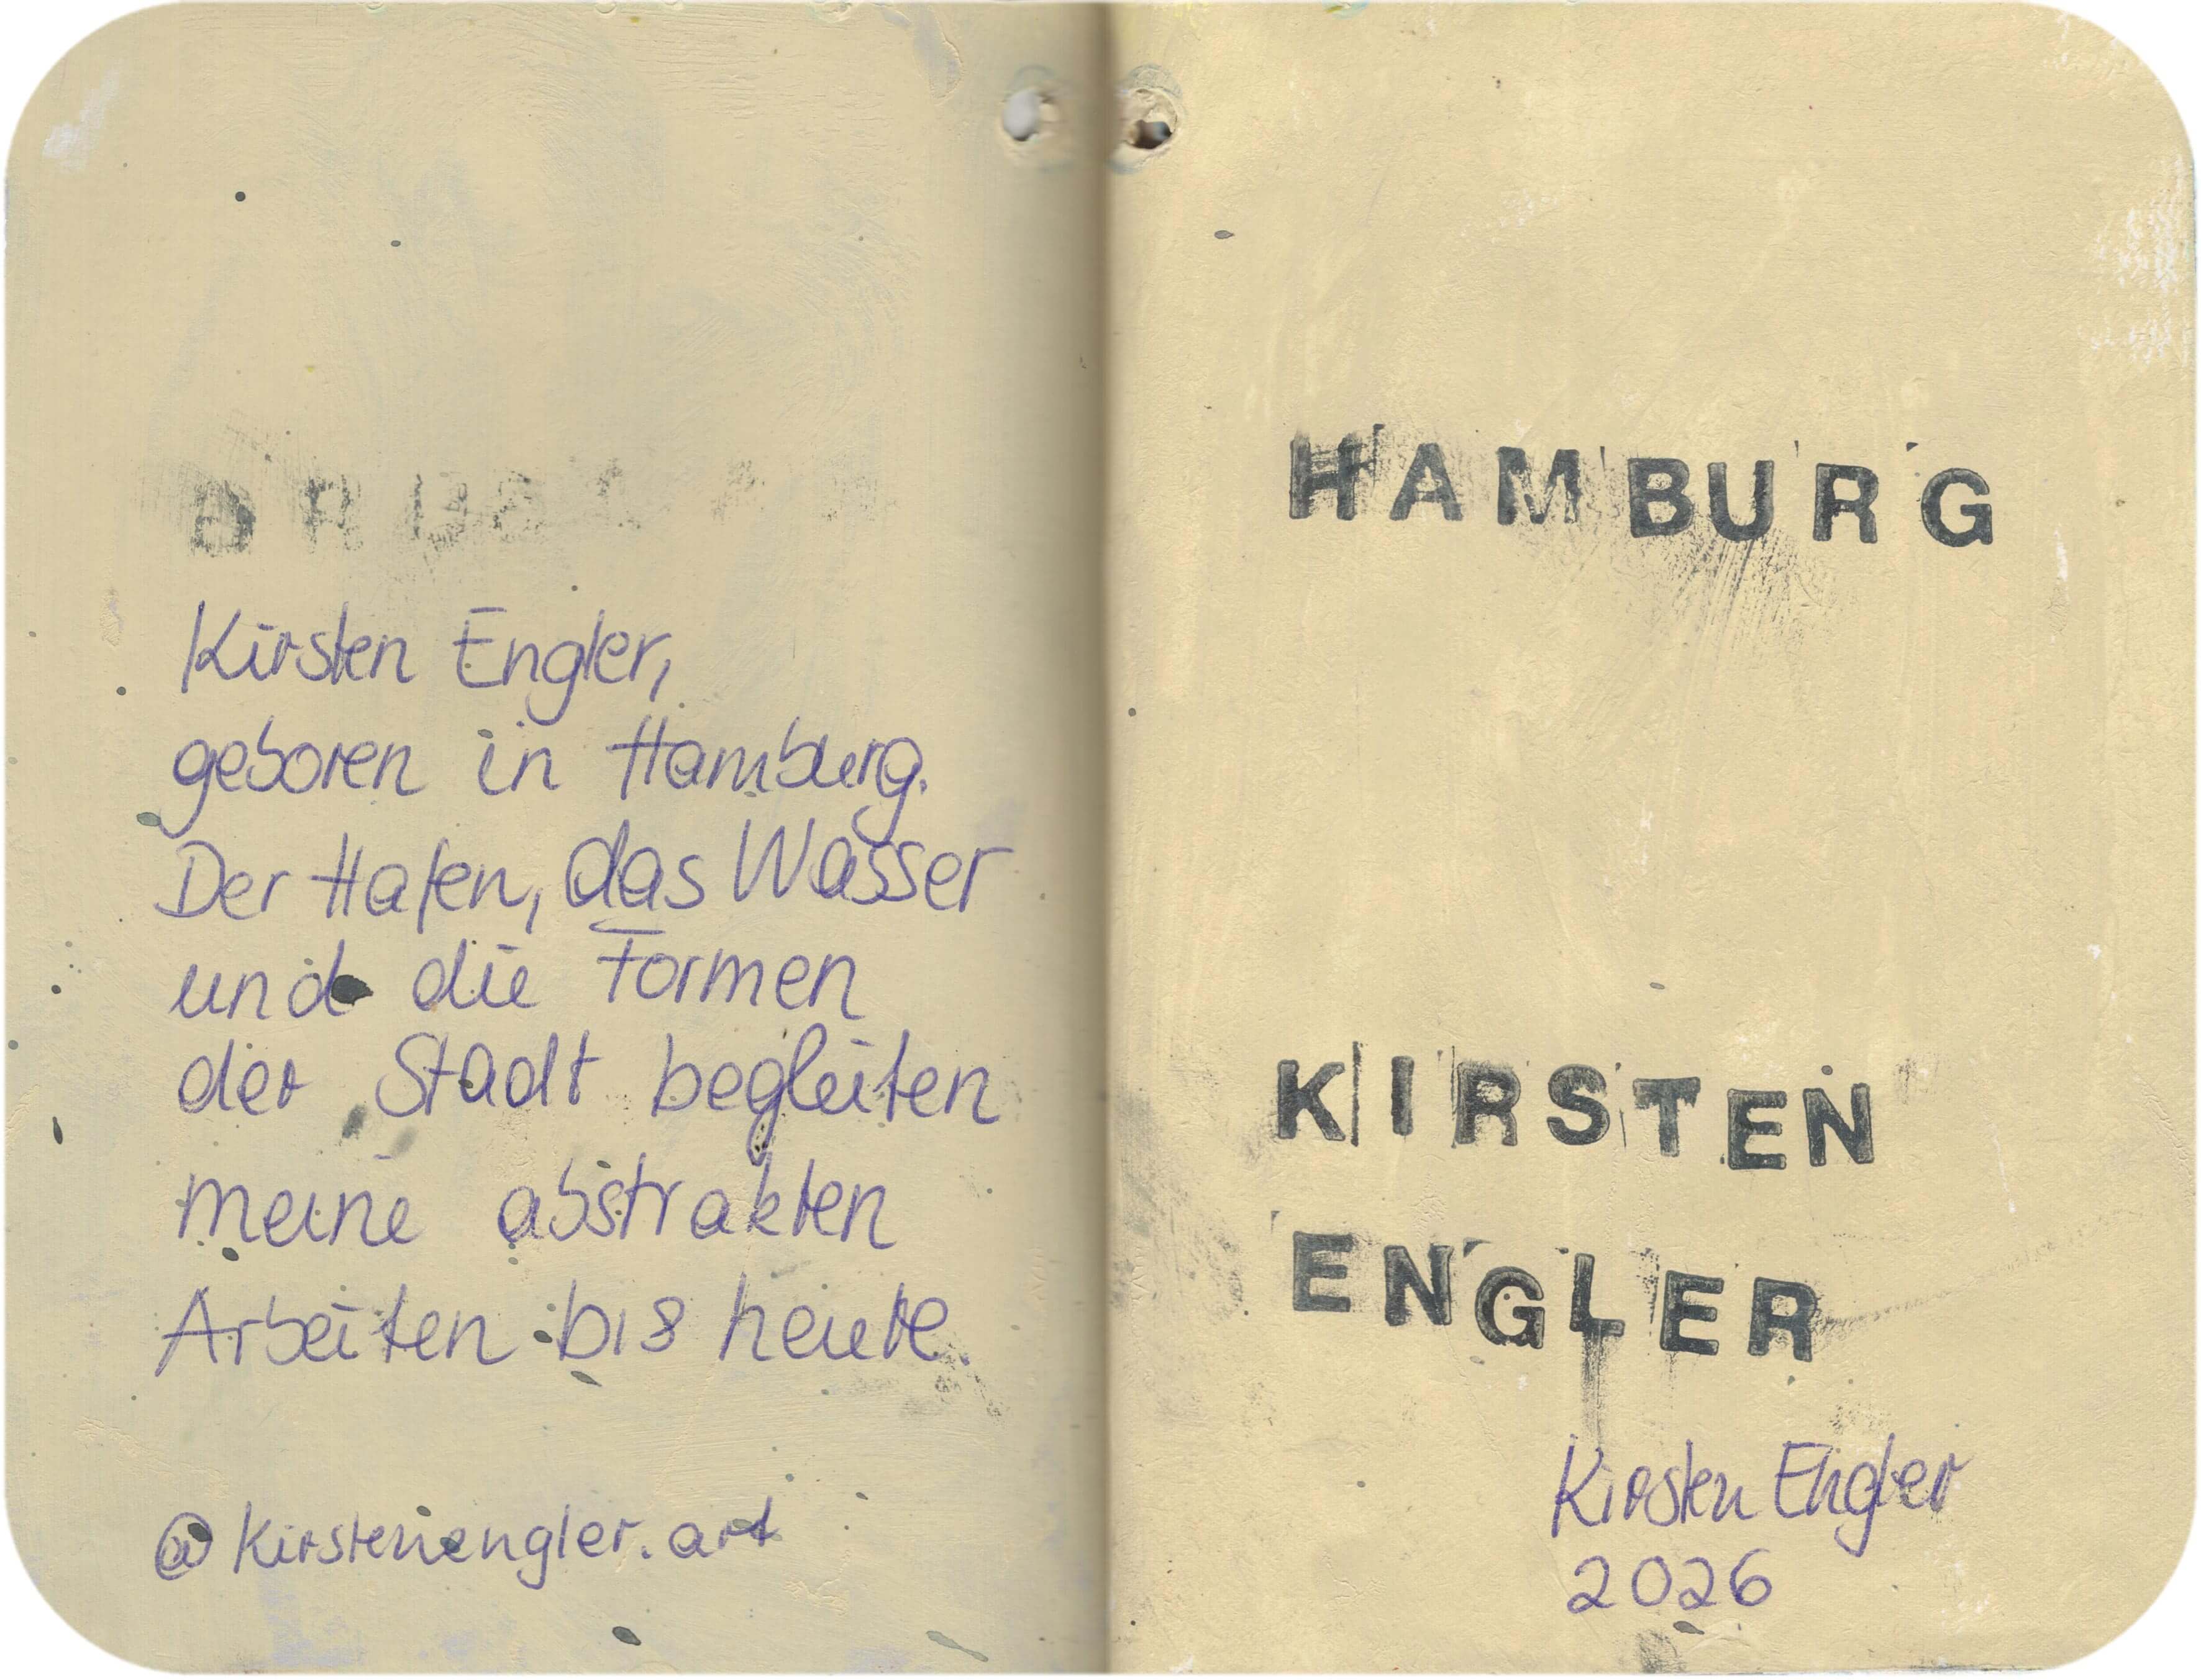 Kirsten Engler,
geboren in Hamburg.
Der Hafen, das Wasser
und die Formen
der Stadt begleiten
meine abstrakten
Arbeiten bis heute.
@kirstenengler.art
HAMBURG
KIRSTEN
ENGLER
Kirsten Engler
2026